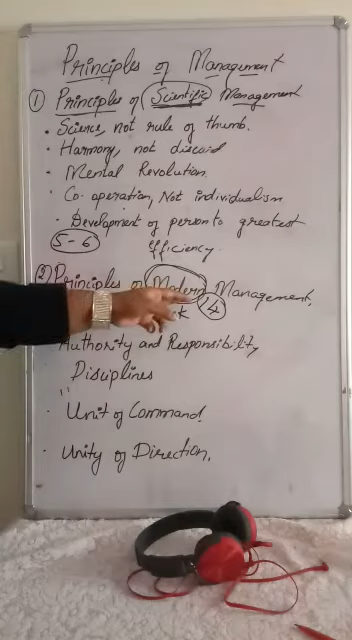 Principles of Management
① Principles of Scientific Management
• Science, not rule of thumb.
• Harmony, not discord
• Mental Revolution.
• Co. operation, Not individualism
• Development of person to greatest
5-6 efficiency.
② Principles of Modern Management,
14
Authority and Responsibility
Disciplines
• Unit of Command.
• Unity of Direction.